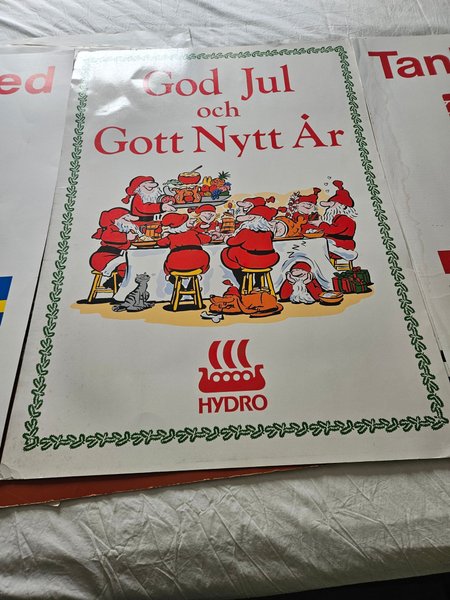 ed
God Jul
och
Gott Nytt År
HYDRO
Tan